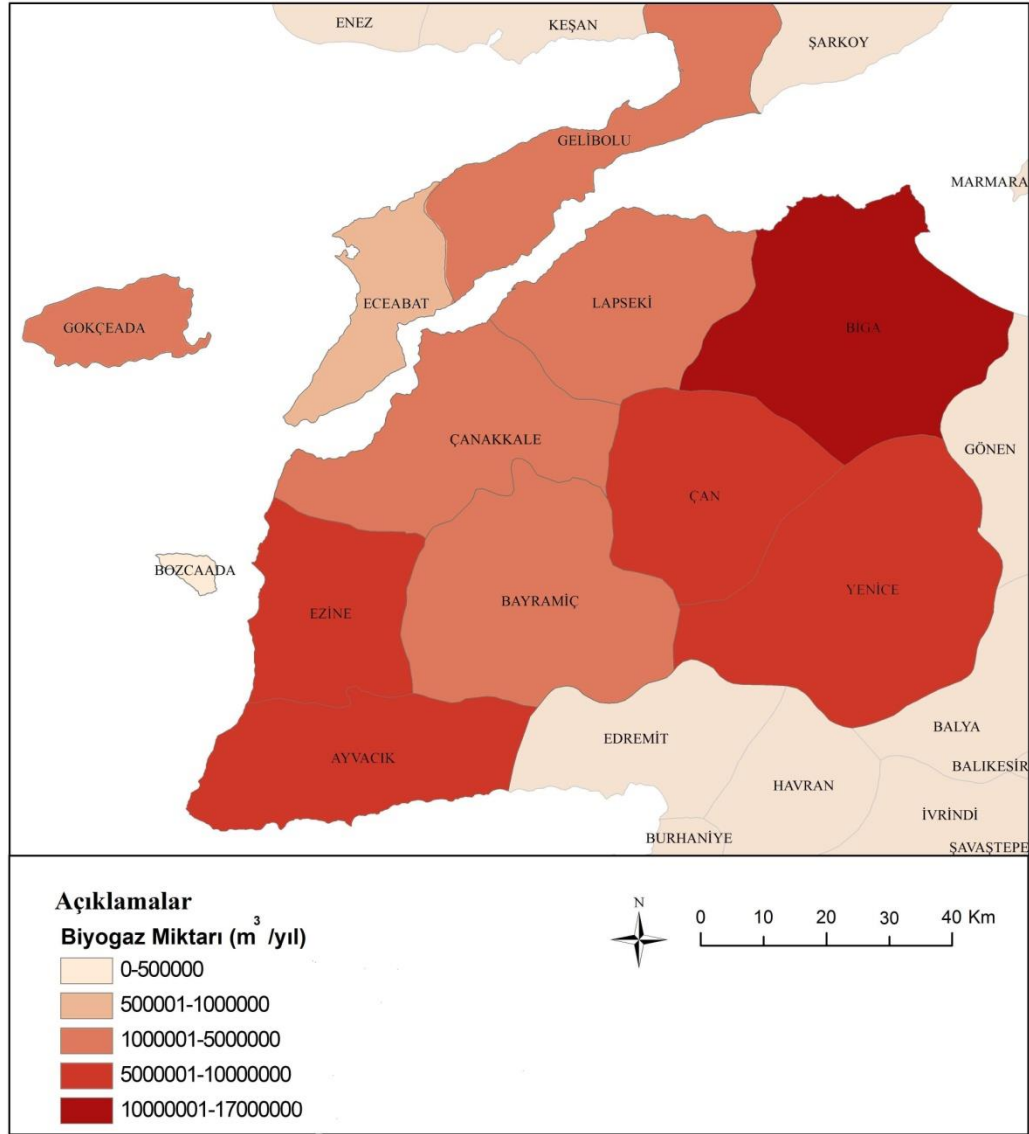 ENEZ
KEŞAN
ŞARKOY
GELİBOLU
MARMARA
ECEABAT
LAPSEKİ
GOKÇEADA
BIGA
ÇANAKKALE
GÖNEN
ÇAN
BOZCAADA
EZİNE
BAYRAMİÇ
YENİCE
EDREMİT
BALYA
AYVACIK
BALIKESİR
HAVRAN
İVRİNDİ
BURHANİYE
ŞAVAŞTEPE
Açıklamalar
Biyogaz Miktarı (m³ /yıl)
0-500000
500001-1000000
1000001-5000000
5000001-10000000
10000001-17000000
N
0 10 20 30 40 Km